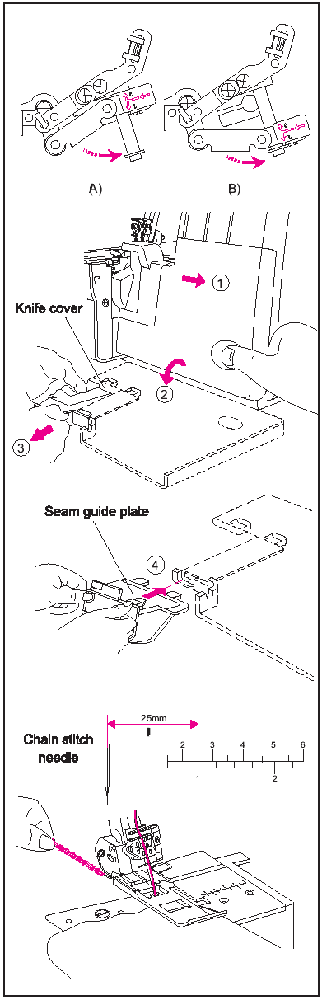 A) B)
1
Knife cover
2
3
Seam guide plate
4
25mm
Chain stitch
needle
2 3 4 5 6
1 2